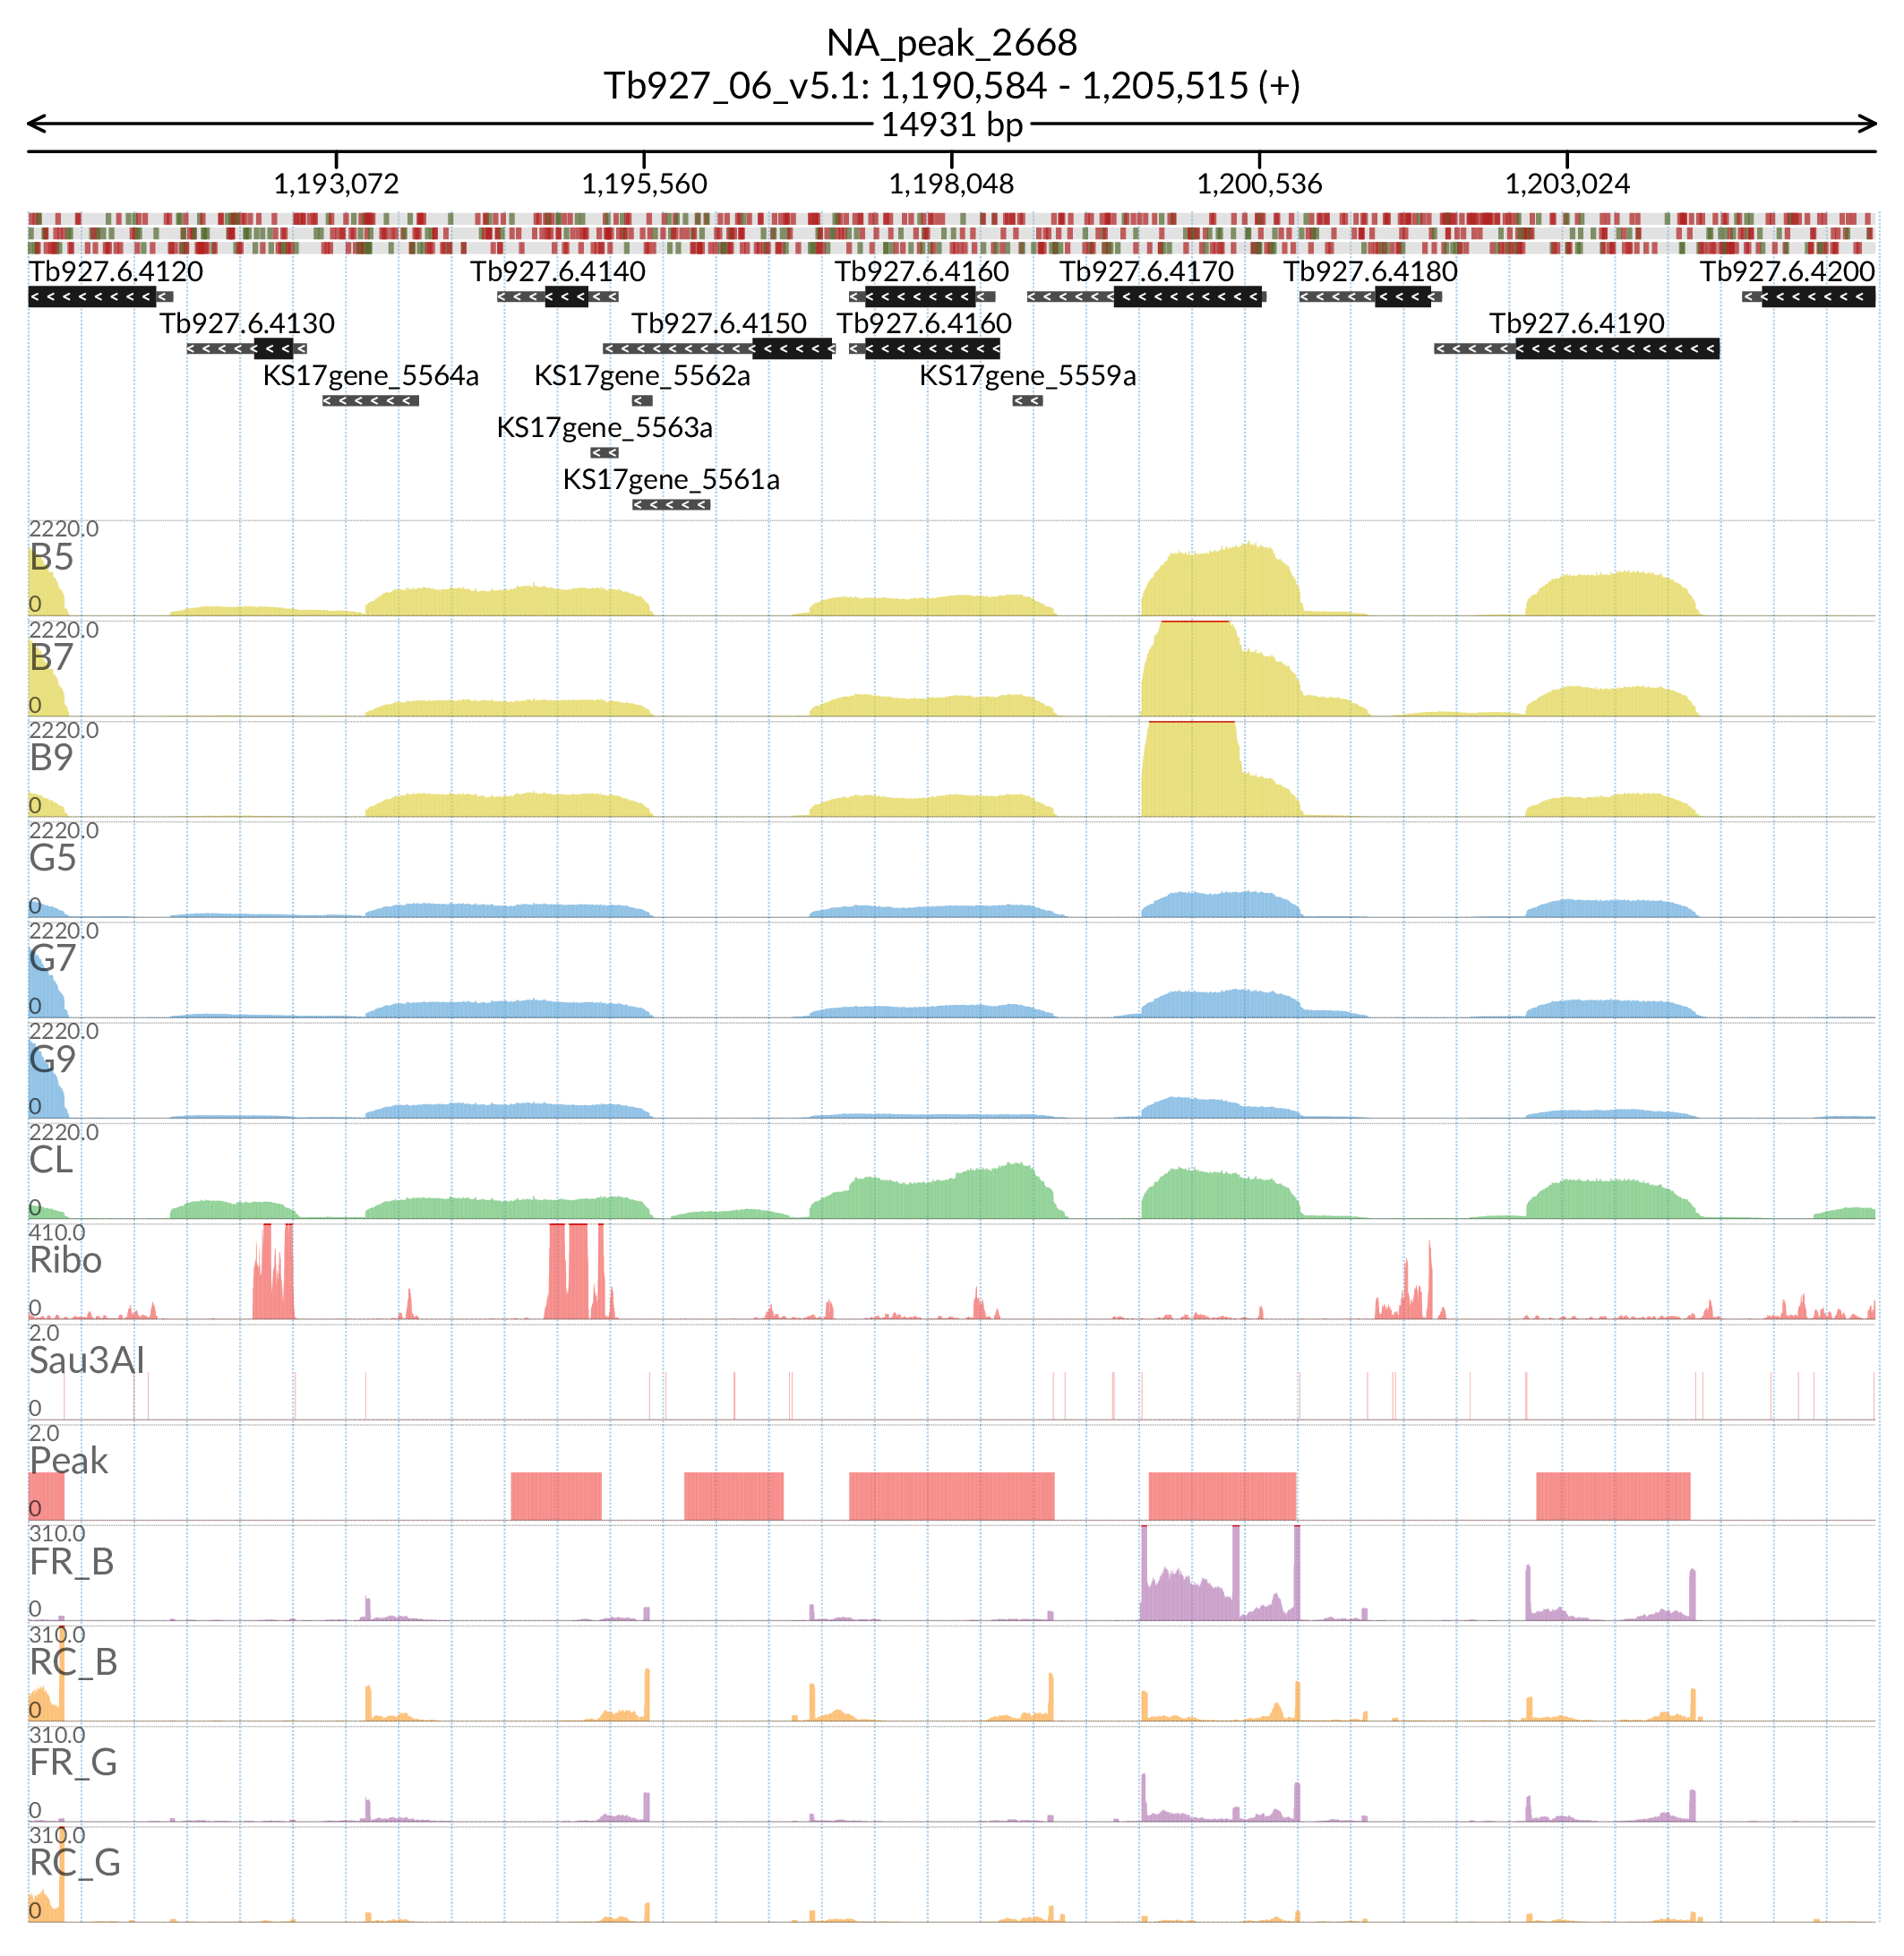 NA_peak_2668
Tb927_06_v5.1: 1,190,584 - 1,205,515 (+)
14931 bp
1,193,072 1,195,560 1,198,048 1,200,536 1,203,024
Tb927.6.4120 Tb927.6.4140 Tb927.6.4160 Tb927.6.4170 Tb927.6.4180 Tb927.6.4200
Tb927.6.4130 Tb927.6.4150 Tb927.6.4160 Tb927.6.4190
KS17gene_5564a KS17gene_5562a KS17gene_5559a
KS17gene_5563a
KS17gene_5561a
2220.0
B5
0
2220.0
B7
0
2220.0
B9
0
2220.0
G5
0
2220.0
G7
0
2220.0
G9
0
2220.0
CL
0
410.0
Ribo
0
2.0
Sau3AI
0
2.0
Peak
0
310.0
FR_B
0
310.0
RC_B
0
310.0
FR_G
0
310.0
RC_G
0